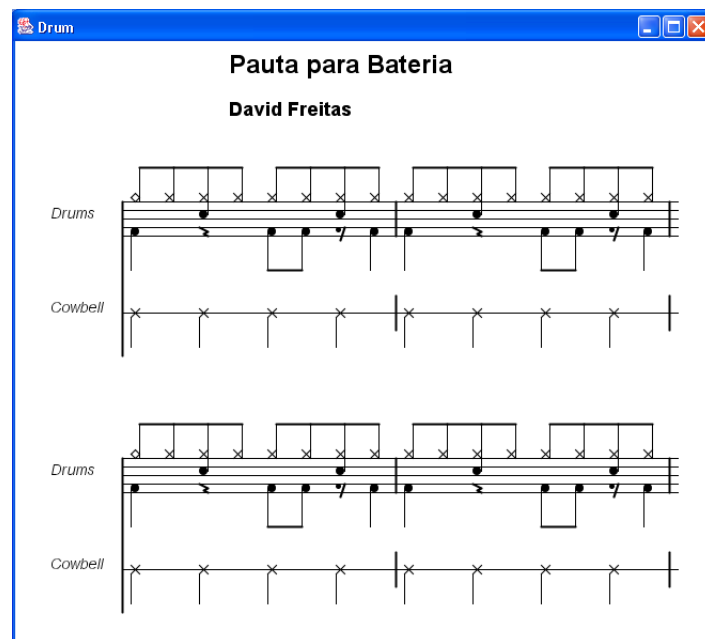 Drum
Pauta para Bateria
David Freitas
Drums
Cowbell
Drums
Cowbell